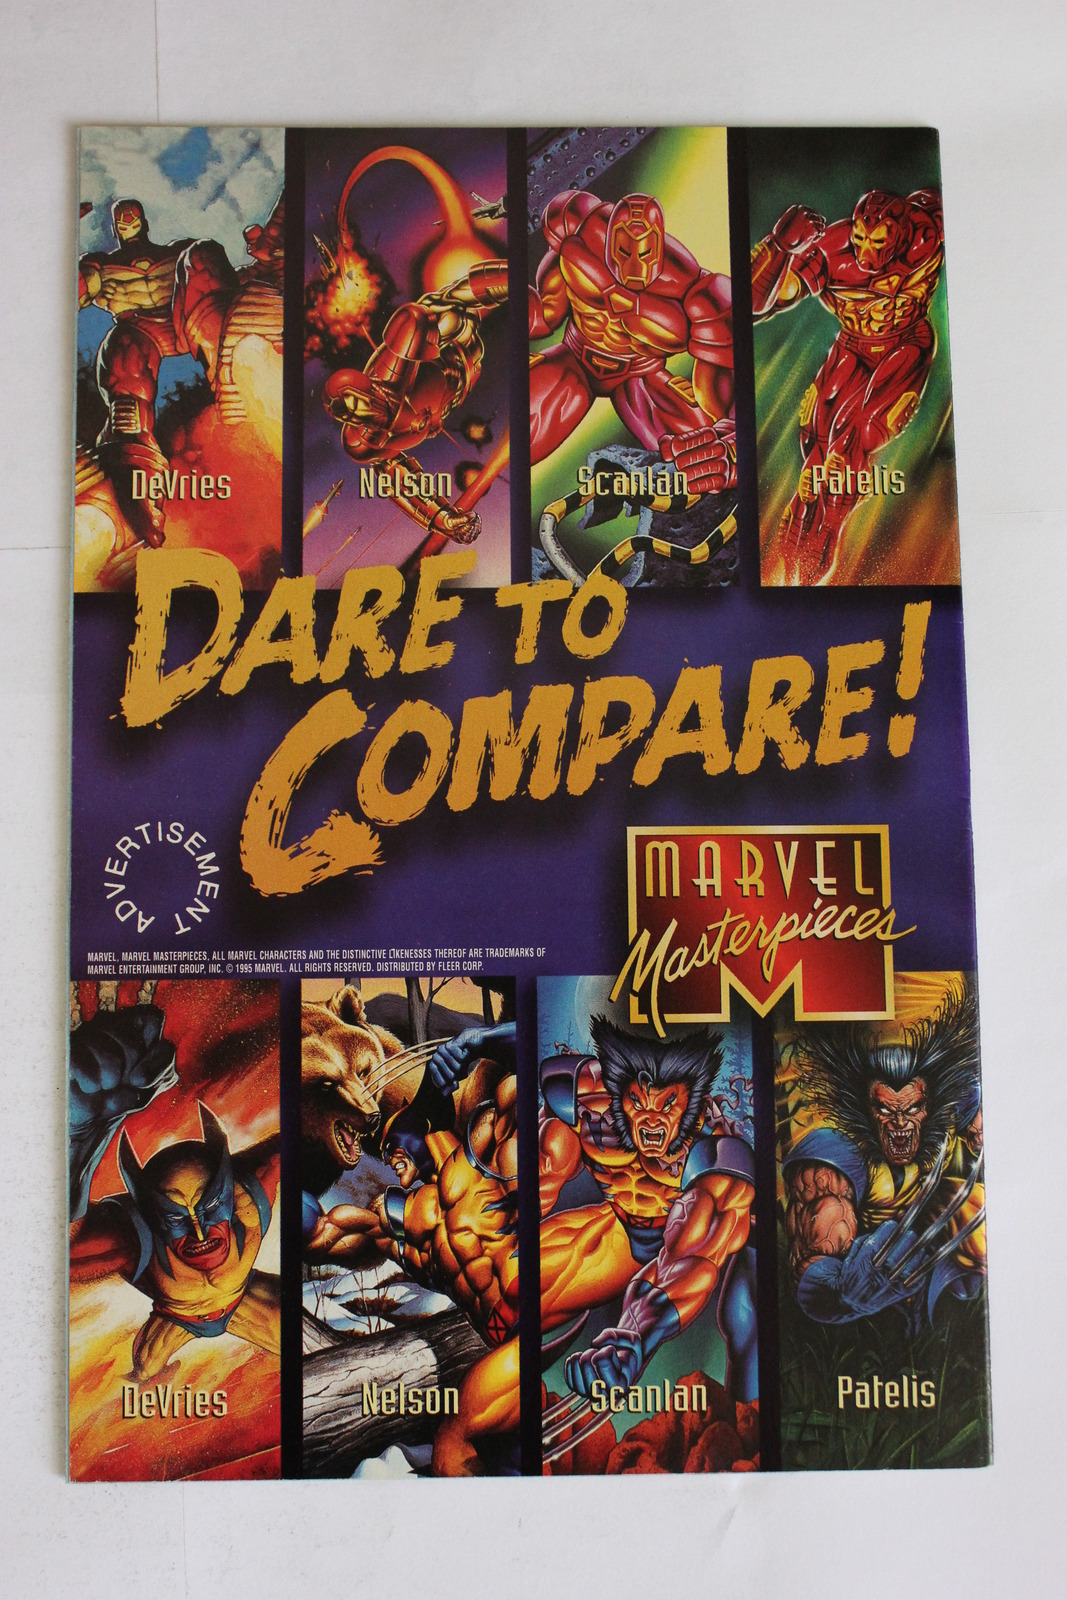 DeVries
Nelson
Scanlan
Patelis
DARE TO
COMPARE!
ADVERTISEMENT
MARVEL
Masterpieces
MARVEL, MARVEL MASTERPIECES, ALL MARVEL CHARACTERS AND THE DISTINCTIVE LIKENESSES THEREOF ARE TRADEMARKS OF
MARVEL ENTERTAINMENT GROUP, INC. © 1995 MARVEL. ALL RIGHTS RESERVED. DISTRIBUTED BY FLEER CORP.
DeVries
Nelson
Scanlan
Patelis